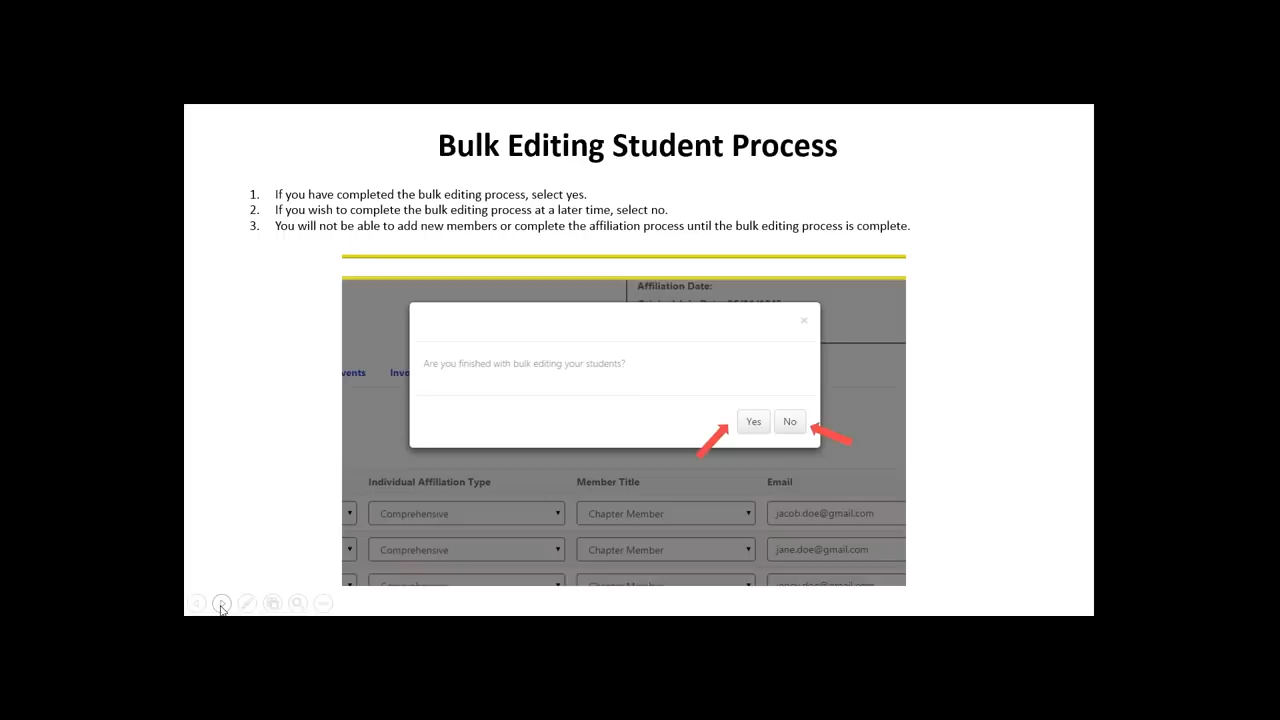 Bulk Editing Student Process
1. If you have completed the bulk editing process, select yes.
2. If you wish to complete the bulk editing process at a later time, select no.
3. You will not be able to add new members or complete the affiliation process until the bulk editing process is complete.
Affiliation Date:
×
Are you finished with bulk editing your students?
vents Invo
Yes No
Individual Affiliation Type Member Title Email
Comprehensive Chapter Member jacob.doe@gmail.com
Comprehensive Chapter Member jane.doe@gmail.com
Comprehensive Chapter Member